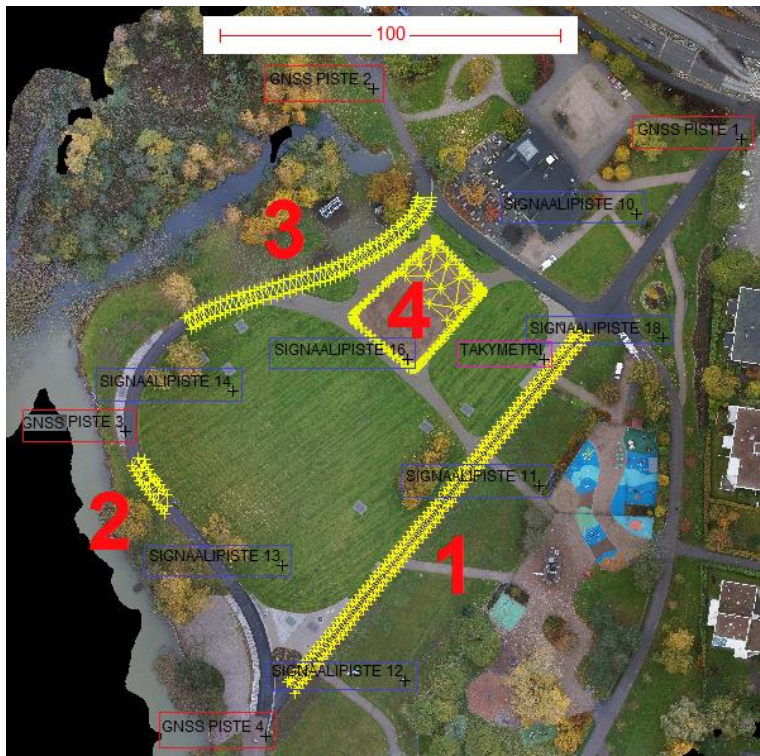 100
GNSS PISTE 2
GNSS PISTE 1
SIGNAALIPISTE 10
3
4
SIGNAALIPISTE 18
SIGNAALIPISTE 16
TAKYMETRI
SIGNAALIPISTE 14
GNSS PISTE 3
SIGNAALIPISTE 11
2
1
SIGNAALIPISTE 13
SIGNAALIPISTE 12
GNSS PISTE 4